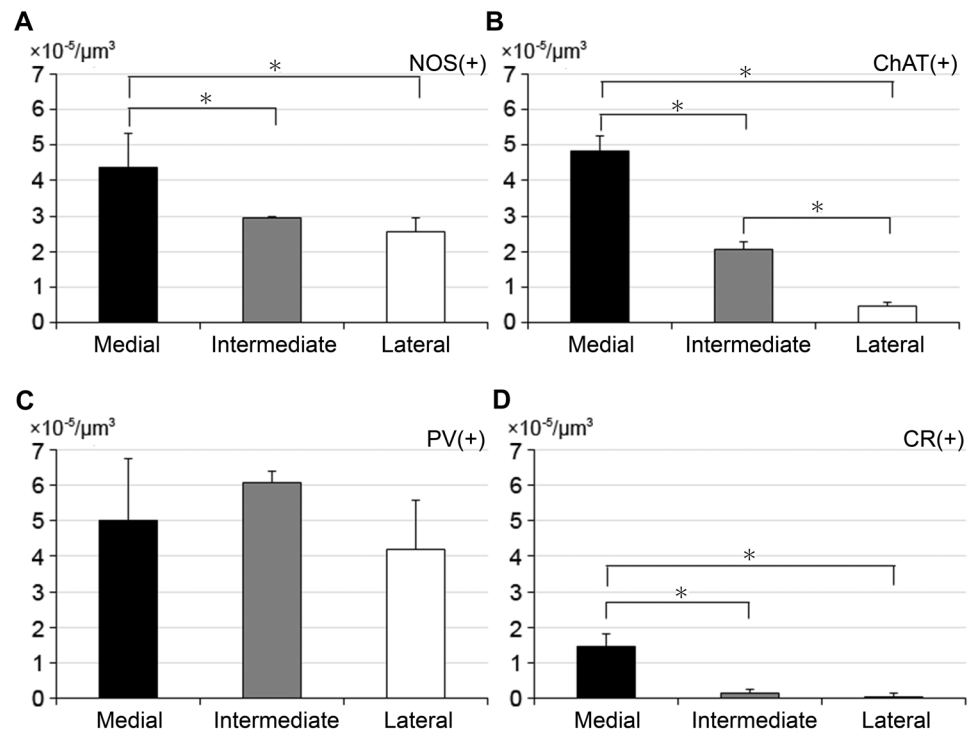 A
×10⁻⁵/µm³
NOS(+)
7
6
5
4
3
2
1
0
*
*
Medial Intermediate Lateral
B
×10⁻⁵/µm³
ChAT(+)
7
6
5
4
3
2
1
0
*
*
*
Medial Intermediate Lateral
C
×10⁻⁵/µm³
PV(+)
7
6
5
4
3
2
1
0
Medial Intermediate Lateral
D
×10⁻⁵/µm³
CR(+)
7
6
5
4
3
2
1
0
*
*
Medial Intermediate Lateral